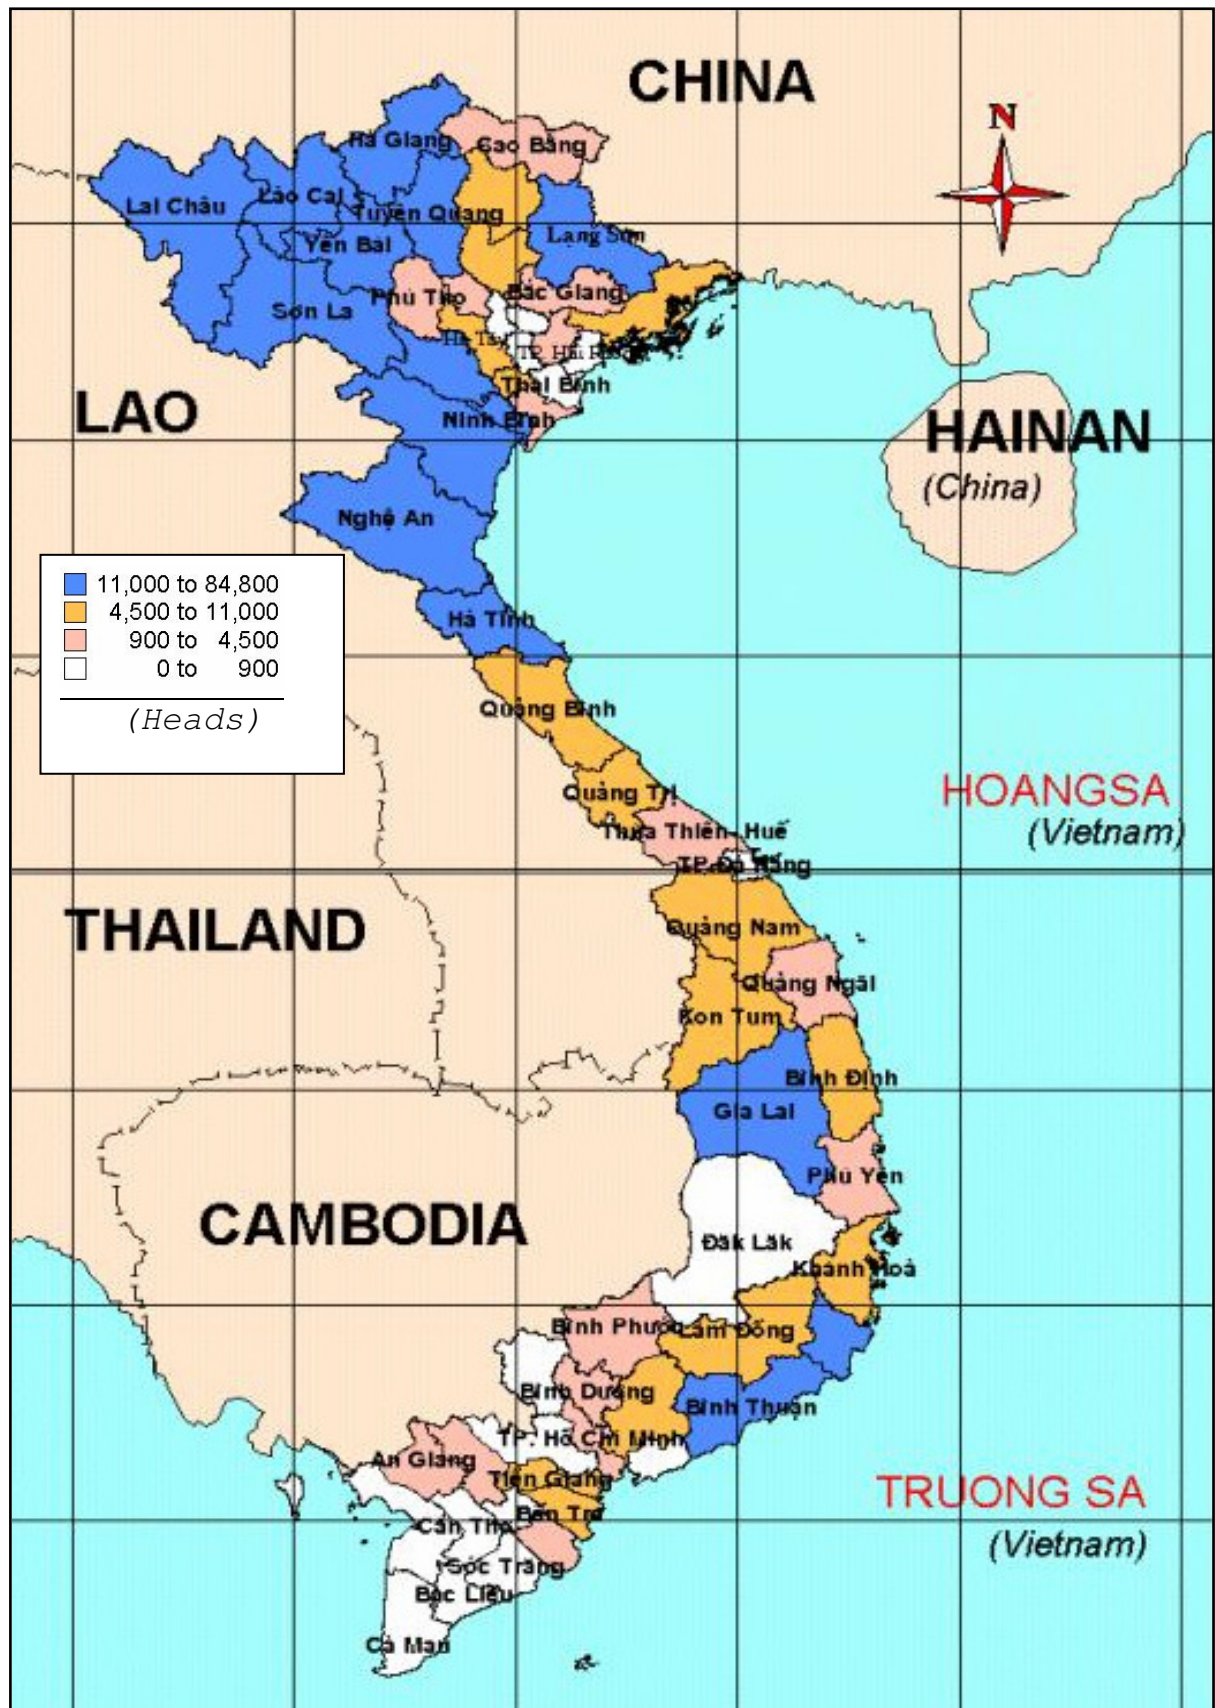 CHINA
N
Hà Giang
Cao Bằng
Lai Châu
Lào Cai
Tuyên Quang
Lạng Sơn
Yên Bái
Phú Thọ
Bắc Giang
Sơn La
Hà Tây
TP. Hải Phòng
Thái Bình
LAO
Ninh Bình
HAINAN
(China)
Nghệ An
11,000 to 84,800
4,500 to 11,000
900 to 4,500
0 to 900
(Heads)
Hà Tĩnh
Quảng Bình
Quảng Trị
HOANGSA
(Vietnam)
Thừa Thiên-Huế
TP. Đà Nẵng
THAILAND
Quảng Nam
Quảng Ngãi
Kon Tum
Bình Định
Gia Lai
Phú Yên
CAMBODIA
Đăk Lăk
Khánh Hoà
Bình Phước
Lâm Đồng
Bình Dương
Bình Thuận
TP. Hồ Chí Minh
An Giang
Tiền Giang
TRUONG SA
(Vietnam)
Bến Tre
Cần Thơ
Sóc Trăng
Bạc Liêu
Cà Mau